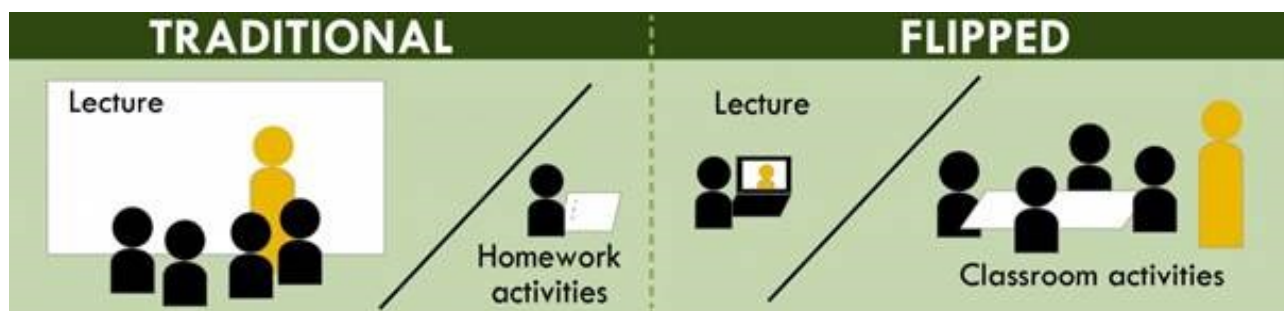 TRADITIONAL
Lecture
Homework
activities
FLIPPED
Lecture
Classroom activities